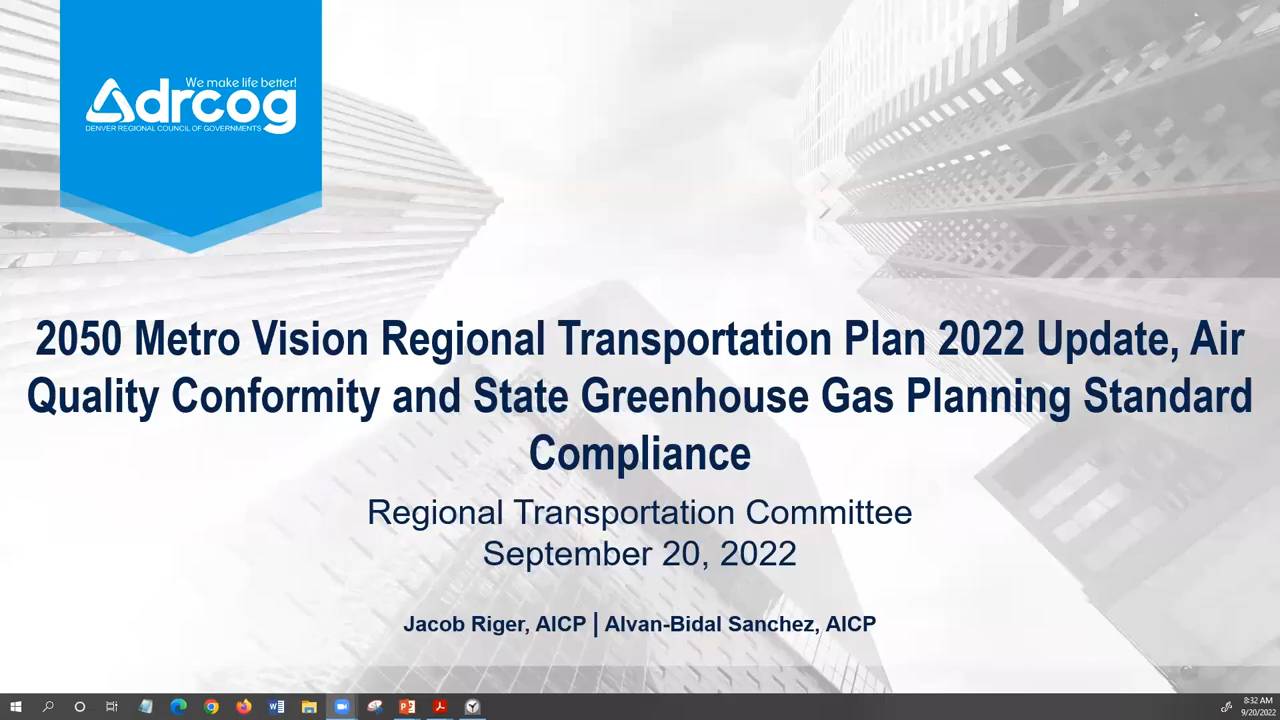 We make life better!
drcog
DENVER REGIONAL COUNCIL OF GOVERNMENTS
2050 Metro Vision Regional Transportation Plan 2022 Update, Air
Quality Conformity and State Greenhouse Gas Planning Standard
Compliance
Regional Transportation Committee
September 20, 2022
Jacob Riger, AICP | Alvan-Bidal Sanchez, AICP
8:32 AM
9/20/2022